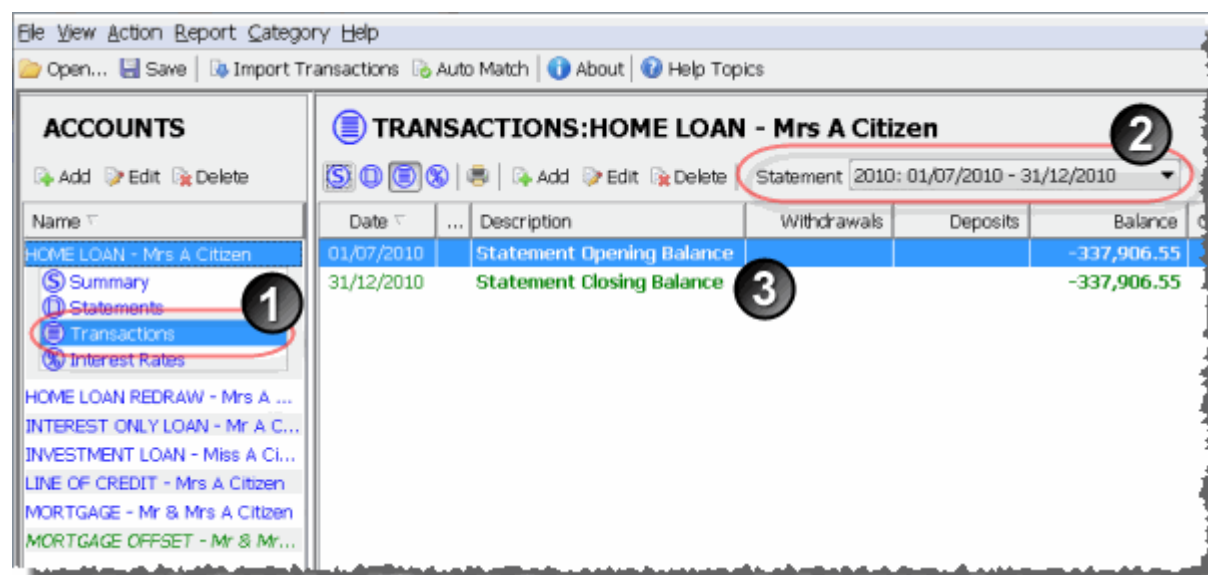 File View Action Report Category Help
Open... Save Import Transactions Auto Match About Help Topics
ACCOUNTS
Add Edit Delete
Name
HOME LOAN - Mrs A Citizen
Summary
Statements
Transactions
Interest Rates
HOME LOAN REDRAW - Mrs A ...
INTEREST ONLY LOAN - Mr A C...
INVESTMENT LOAN - Miss A Ci...
LINE OF CREDIT - Mrs A Citizen
MORTGAGE - Mr & Mrs A Citizen
MORTGAGE OFFSET - Mr & Mr...
1
TRANSACTIONS:HOME LOAN - Mrs A Citizen
2
Add Edit Delete Statement 2010: 01/07/2010 - 31/12/2010
Date ... Description Withdrawals Deposits Balance
01/07/2010 Statement Opening Balance -337,906.55
31/12/2010 Statement Closing Balance -337,906.55
3